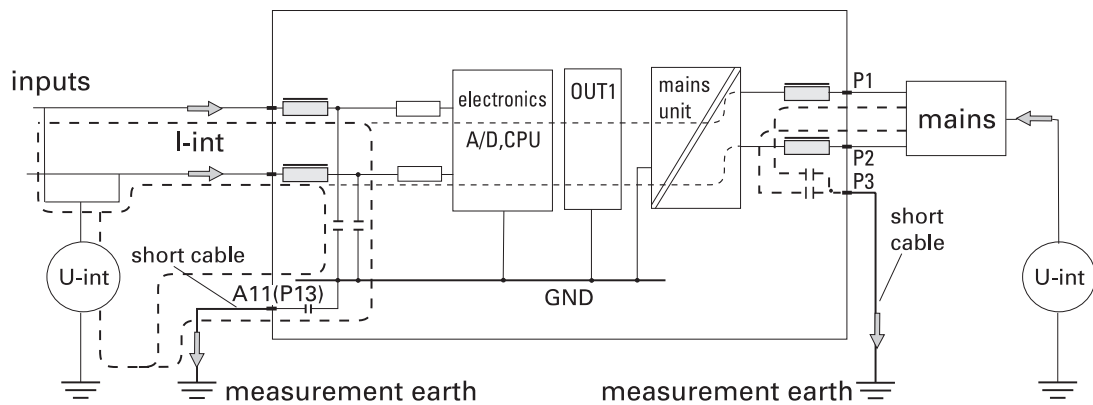 inputs
I-int
electronics
A/D,CPU
OUT1
mains
unit
P1
mains
P2
P3
short
cable
U-int
short cable
A11(P13)
GND
U-int
measurement earth
measurement earth